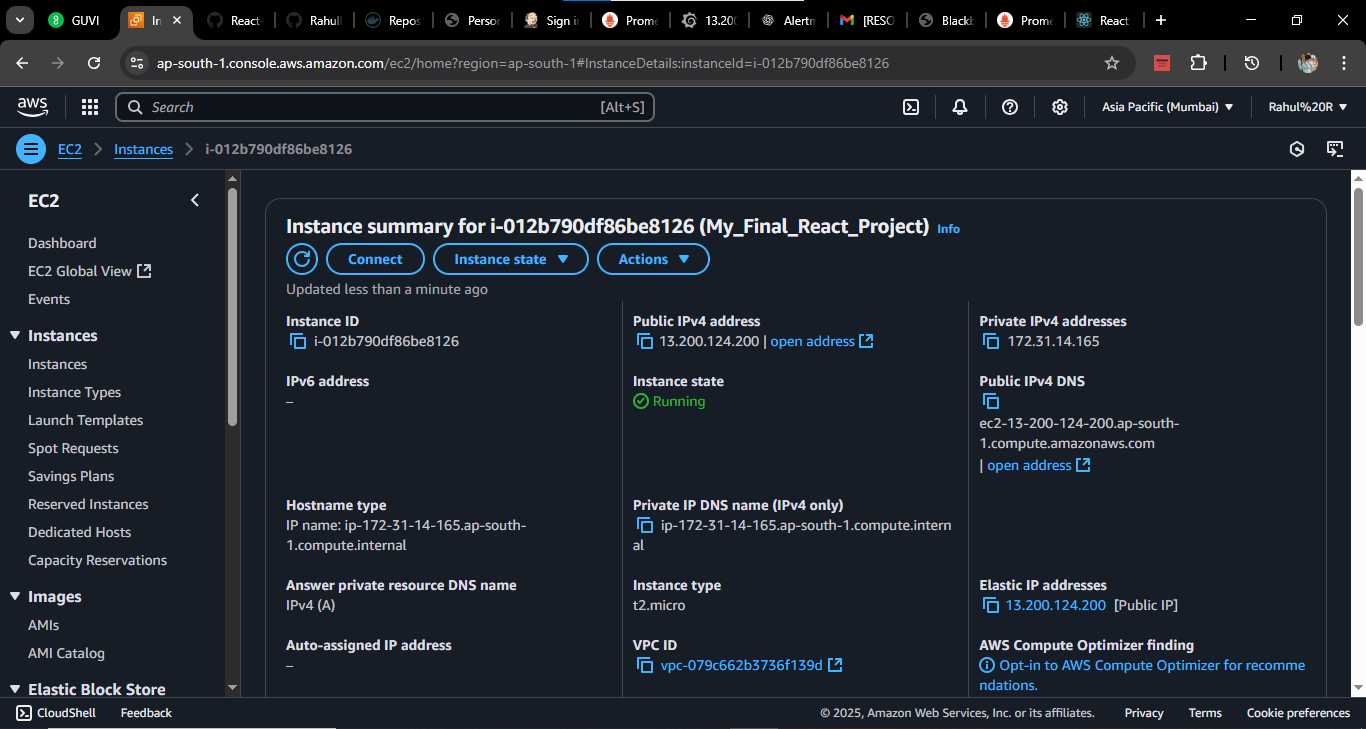 GUVI
In
React-
Rahul
Repos
Person
Sign in
Prome
13.200
Alertm
[RESO
Blackb
Prome
React
ap-south-1.console.aws.amazon.com/ec2/home?region=ap-south-1#InstanceDetails:instanceId=i-012b790df86be8126
aws
Search
[Alt+S]
Asia Pacific (Mumbai)
Rahul%20R
EC2
Instances
i-012b790df86be8126
EC2
Dashboard
EC2 Global View
Events
Instances
Instances
Instance Types
Launch Templates
Spot Requests
Savings Plans
Reserved Instances
Dedicated Hosts
Capacity Reservations
Images
AMIs
AMI Catalog
Elastic Block Store
Instance summary for i-012b790df86be8126 (My_Final_React_Project) Info
Connect
Instance state
Actions
Updated less than a minute ago
Instance ID
i-012b790df86be8126
Public IPv4 address
13.200.124.200 | open address
Private IPv4 addresses
172.31.14.165
IPv6 address
–
Instance state
Running
Public IPv4 DNS
ec2-13-200-124-200.ap-south-
1.compute.amazonaws.com
| open address
Hostname type
IP name: ip-172-31-14-165.ap-south-
1.compute.internal
Private IP DNS name (IPv4 only)
ip-172-31-14-165.ap-south-1.compute.intern
al
Answer private resource DNS name
IPv4 (A)
Instance type
t2.micro
Elastic IP addresses
13.200.124.200 [Public IP]
Auto-assigned IP address
–
VPC ID
vpc-079c662b3736f139d
AWS Compute Optimizer finding
Opt-in to AWS Compute Optimizer for recomme
ndations.
CloudShell
Feedback
© 2025, Amazon Web Services, Inc. or its affiliates.
Privacy
Terms
Cookie preferences